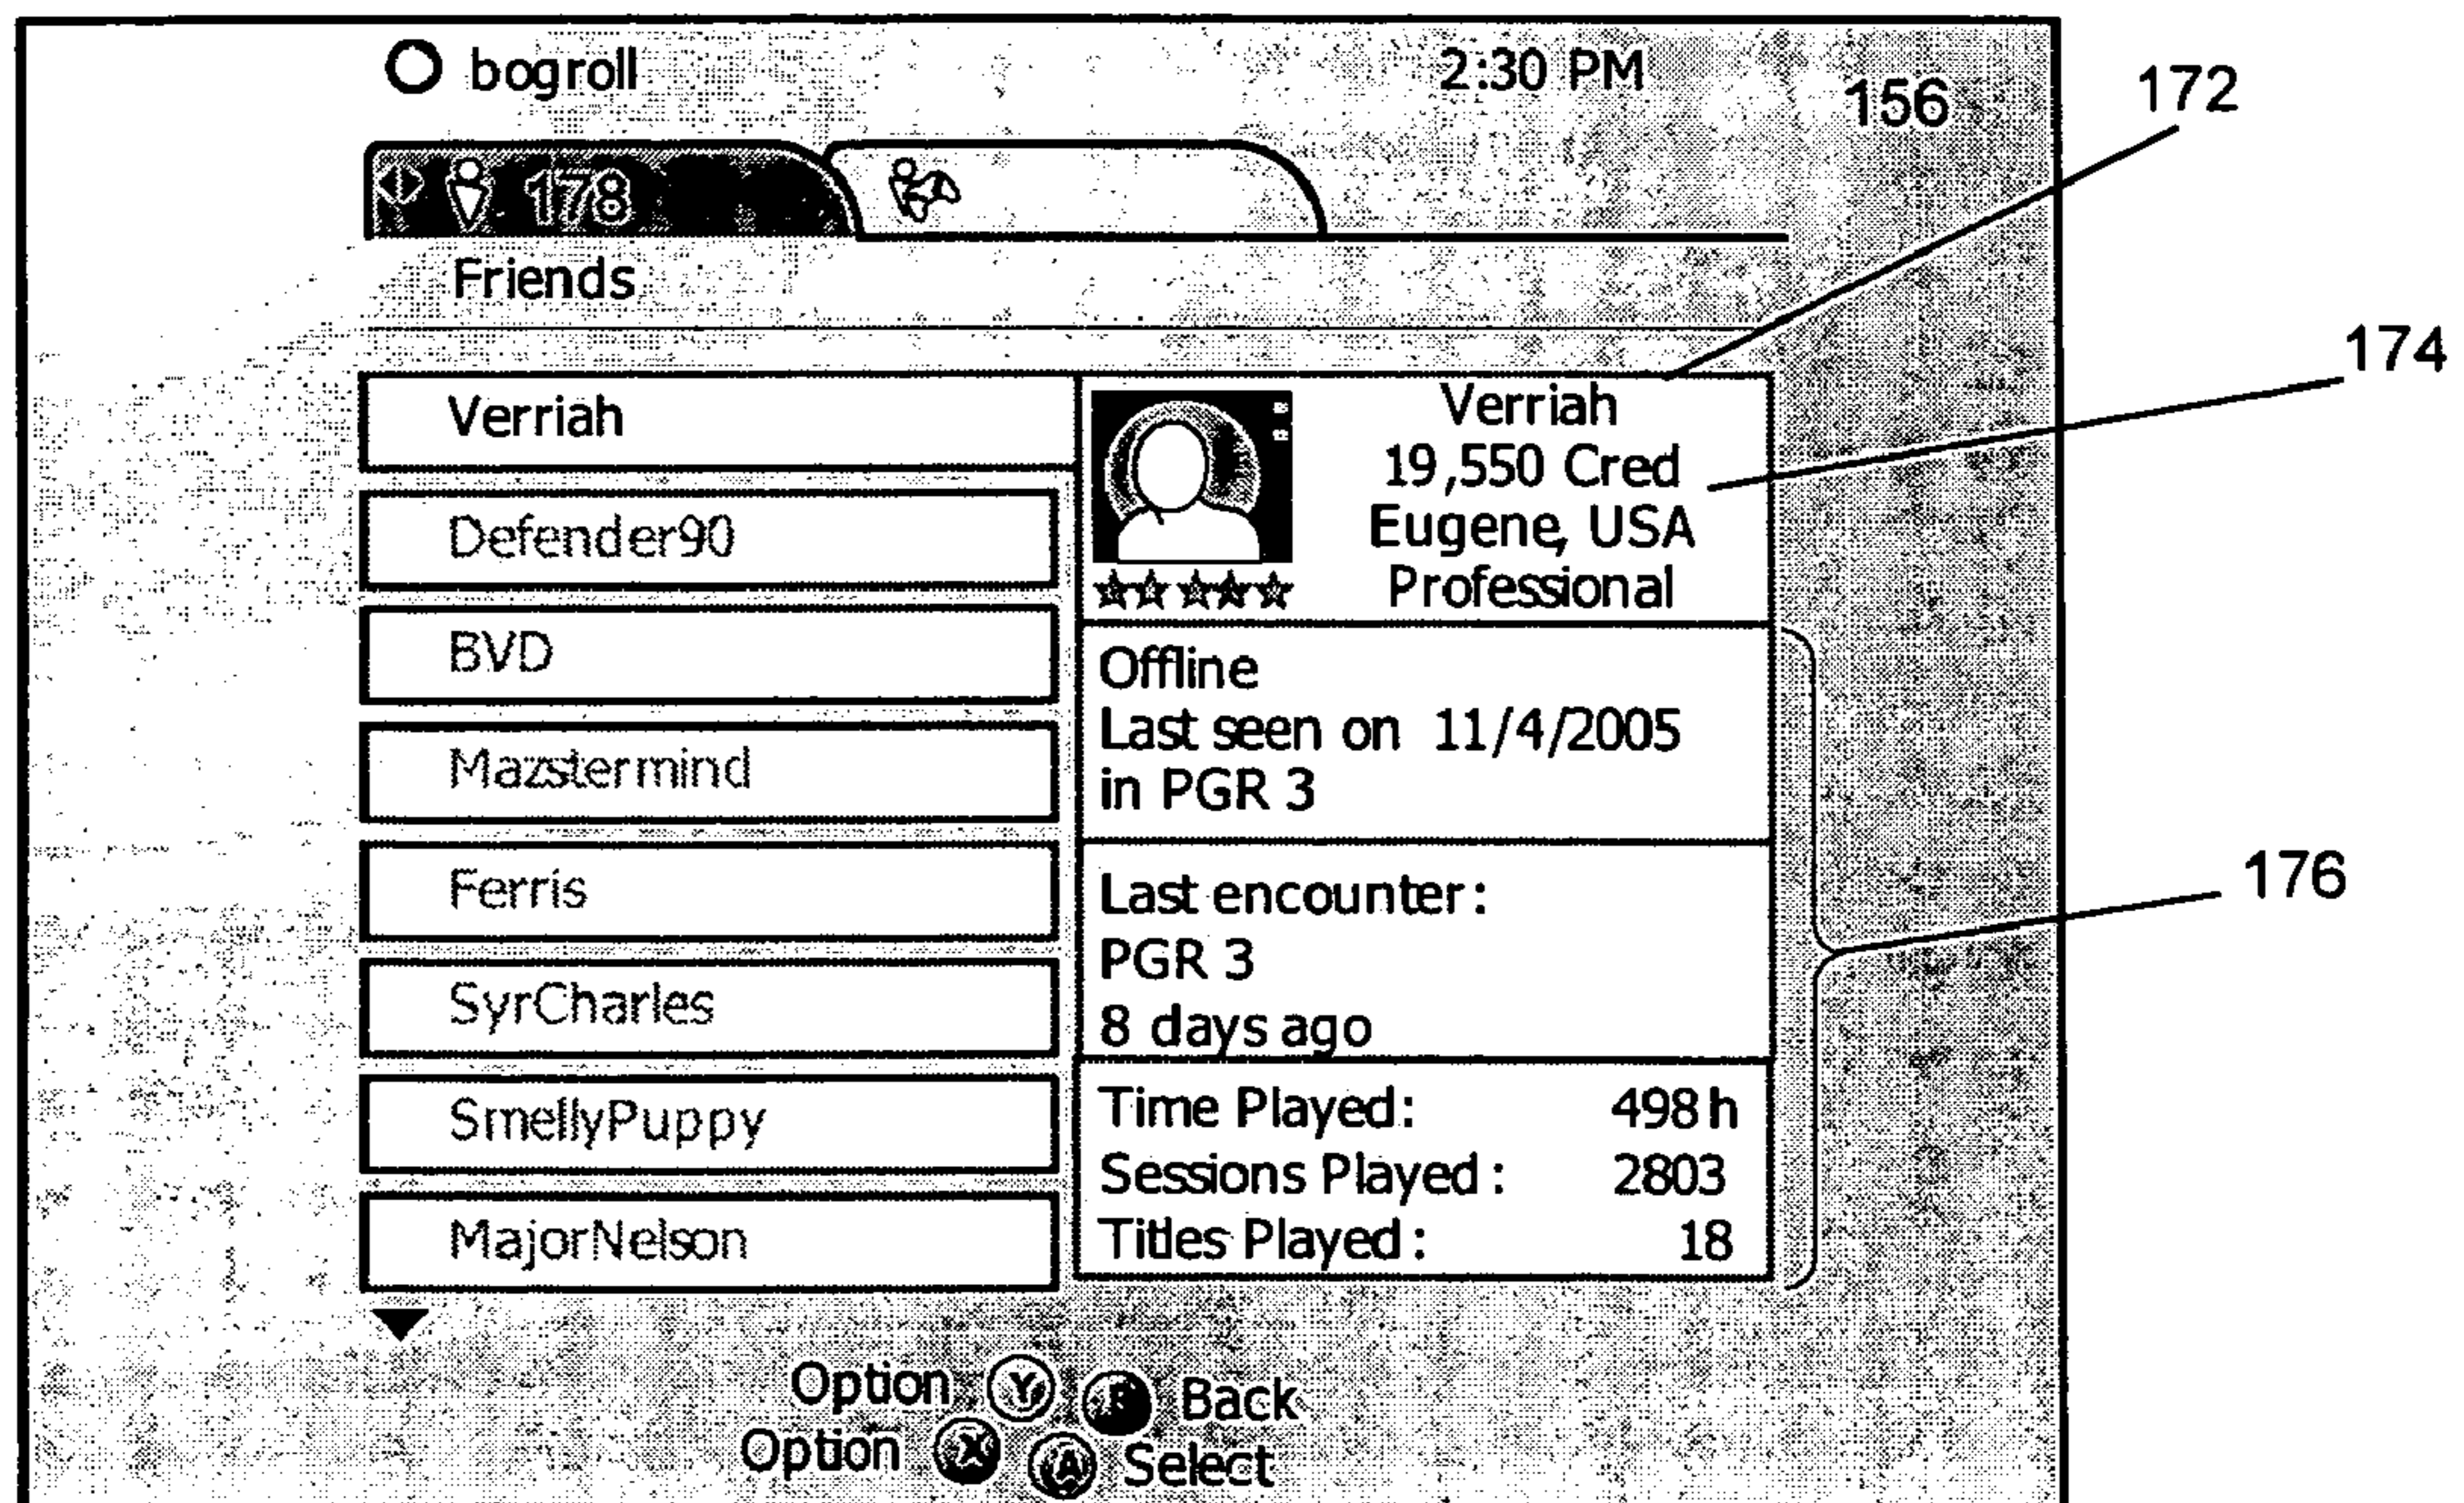 bogroll 2:30 PM
156
172
178
Friends
174
Verriah
Defender90
BVD
Mazstermind
Ferris
SyrCharles
SmellyPuppy
MajorNelson
Verriah
19,550 Cred
Eugene, USA
Professional
Offline
Last seen on 11/4/2005
in PGR 3
Last encounter:
PGR 3
8 days ago
176
Time Played: 498h
Sessions Played: 2803
Titles Played: 18
Option Y Back
Option X A Select